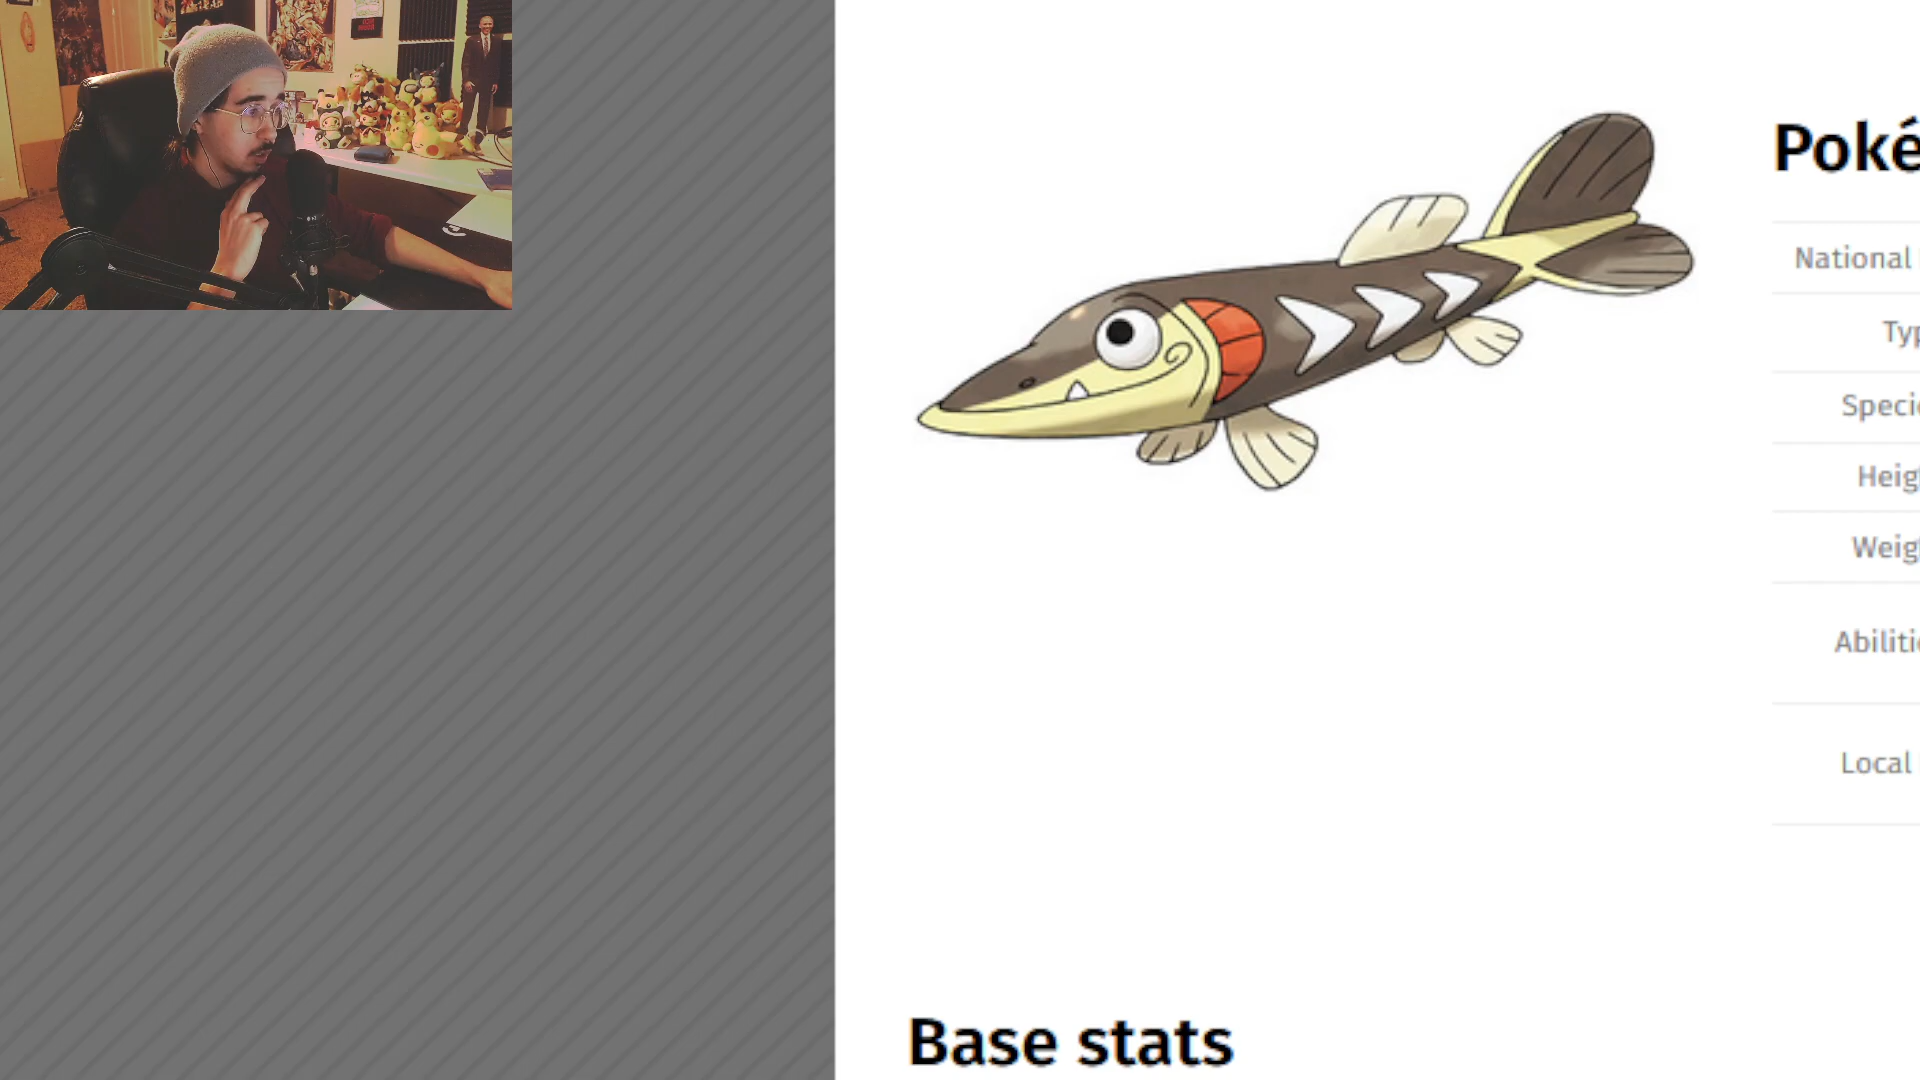 Poké
National
Typ
Speci
Heig
Weig
Abiliti
Local
Base stats